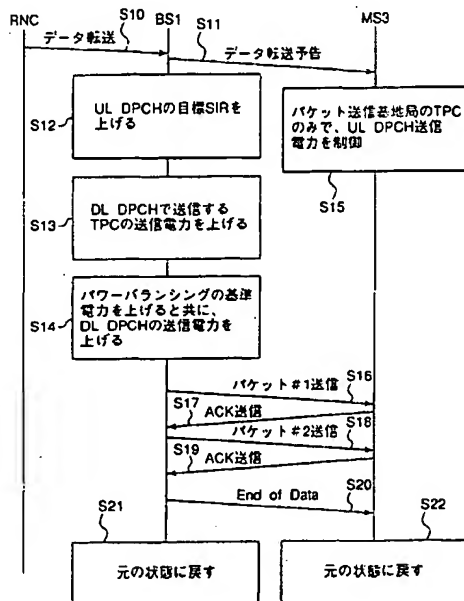 RNC
BS1
MS3
S10
データ転送
S11
データ転送予告
S12
UL DPCHの目標SIRを
上げる
パケット送信基地局のTPC
のみで、UL DPCH送信
電力を制御
S15
S13
DL DPCHで送信する
TPCの送信電力を上げる
S14
パワーバランシングの基準
電力を上げると共に、
DL DPCHの送信電力を
上げる
パケット#1送信
S16
S17
ACK送信
パケット#2送信
S18
S19
ACK送信
End of Data
S20
S21
元の状態に戻す
S22
元の状態に戻す